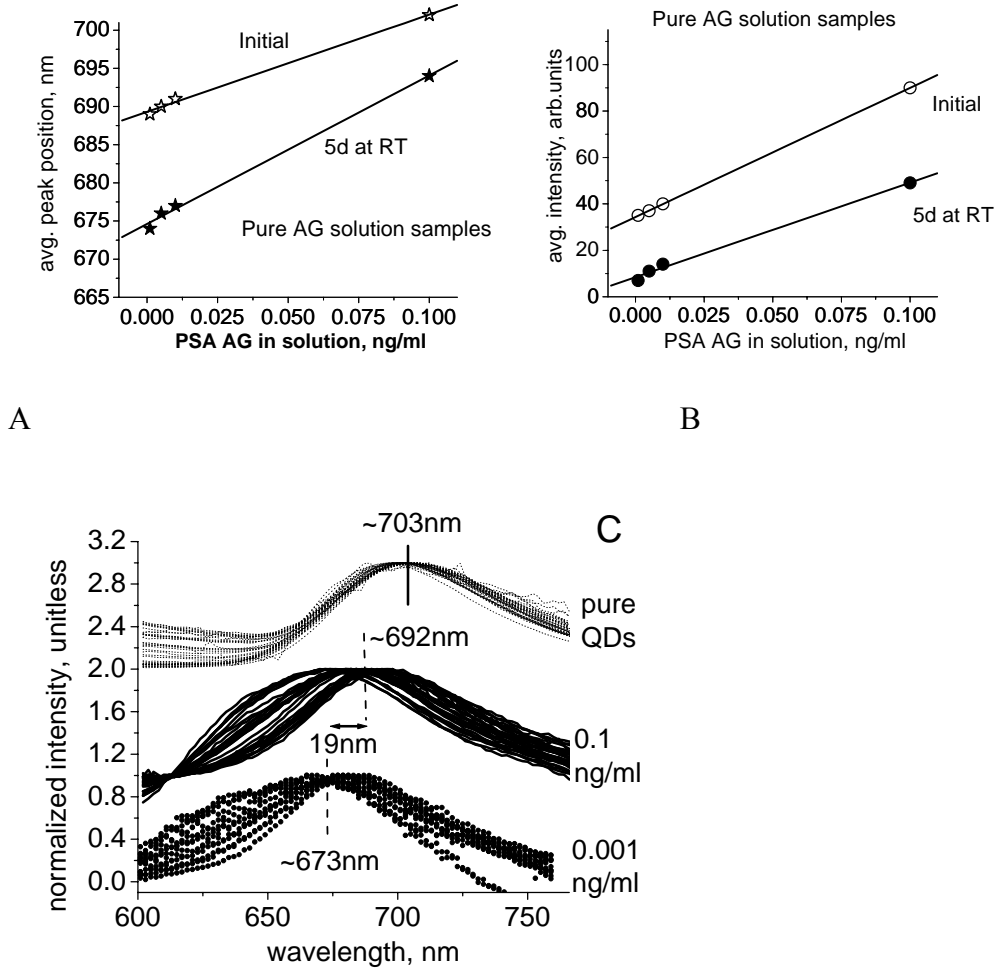 avg. peak position, nm
700
695
690
685
680
675
670
665
Initial
5d at RT
Pure AG solution samples
0.000 0.025 0.050 0.075 0.100
PSA AG in solution, ng/ml
Pure AG solution samples
avg. intensity, arb.units
100
80
60
40
20
0
Initial
5d at RT
0.000 0.025 0.050 0.075 0.100
PSA AG in solution, ng/ml
A
B
C
normalized intensity, unitless
3.2
2.8
2.4
2.0
1.6
1.2
0.8
0.4
0.0
~703nm
pure
QDs
~692nm
19nm
0.1
ng/ml
~673nm
0.001
ng/ml
600 650 700 750
wavelength, nm